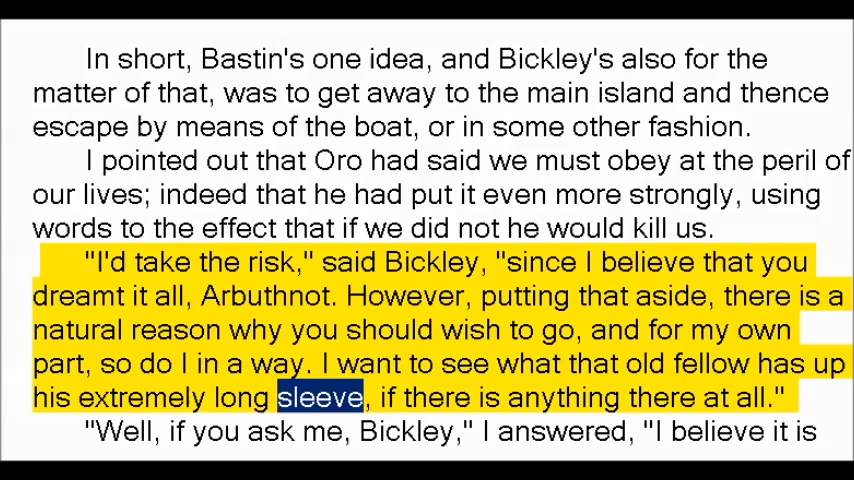 In short, Bastin's one idea, and Bickley's also for the
matter of that, was to get away to the main island and thence
escape by means of the boat, or in some other fashion.
I pointed out that Oro had said we must obey at the peril of
our lives; indeed that he had put it even more strongly, using
words to the effect that if we did not he would kill us.
"I'd take the risk," said Bickley, "since I believe that you
dreamt it all, Arbuthnot. However, putting that aside, there is a
natural reason why you should wish to go, and for my own
part, so do I in a way. I want to see what that old fellow has up
his extremely long sleeve, if there is anything there at all."
"Well, if you ask me, Bickley," I answered, "I believe it is